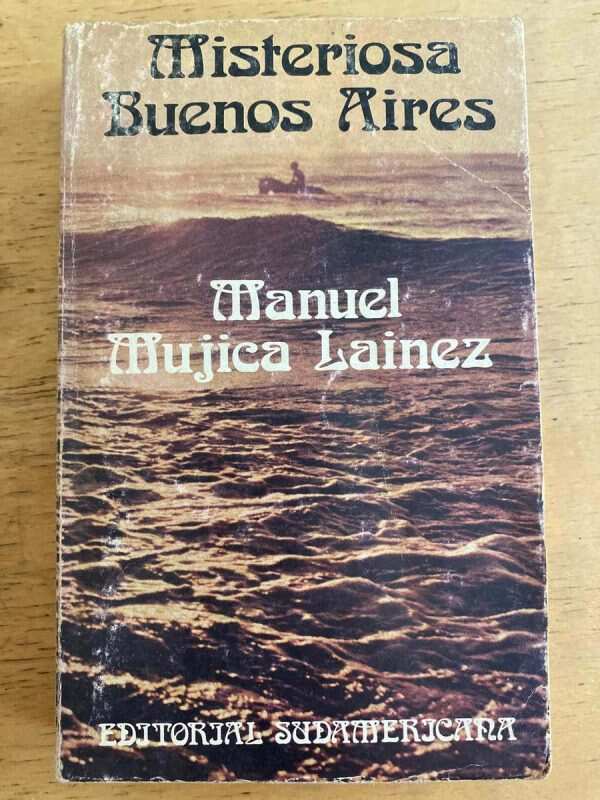 Misteriosa
Buenos Aires
Manuel
Mujica Lainez
EDITORIAL SUDAMERICANA